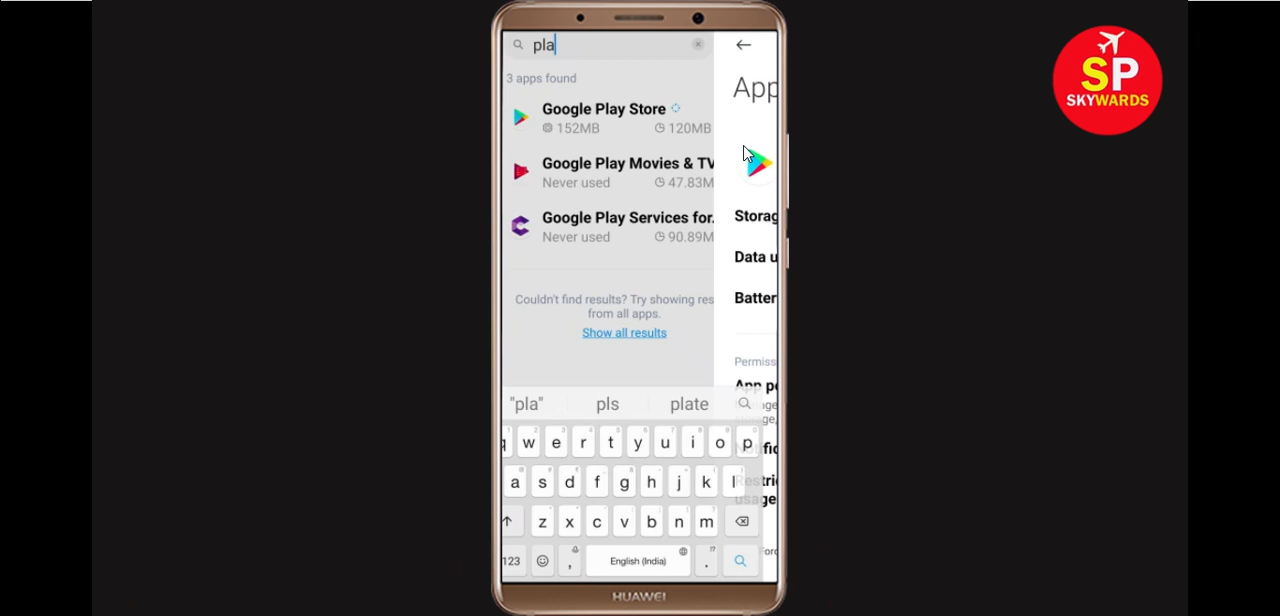 pla
3 apps found
Google Play Store
152MB 120MB
Google Play Movies & TV
Never used 47.83M
Google Play Services for..
Never used 90.89M
Couldn't find results? Try showing res
from all apps.
Show all results
App
Storag
Data u
Batter
Permiss
App pe
"pla" pls plate
q w e r t y u i o p
a s d f g h j k l
z x c v b n m
123 , English (India) .
HUAWEI
SP
SKYWARDS